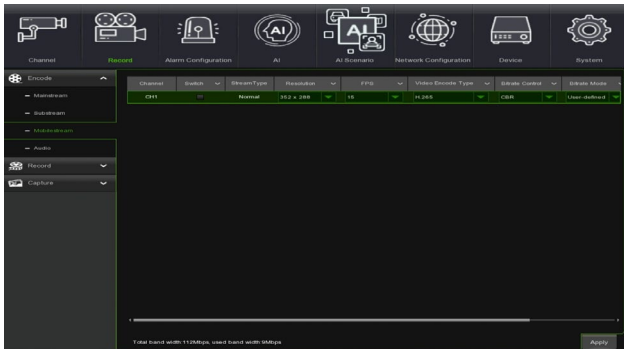 AI
AI
Channel Record Alarm Configuration AI AI Scenario Network Configuration Device System
Encode
Mainstream
Substream
Mobilestream
Audio
Record
Capture
Channel Switch StreamType Resolution FPS Video Encode Type Bitrate Control Bitrate Mode
CH1 Normal 352 x 288 15 H.265 CBR User-defined
Total band width 112Mbps, used band width 9Mbps
Apply